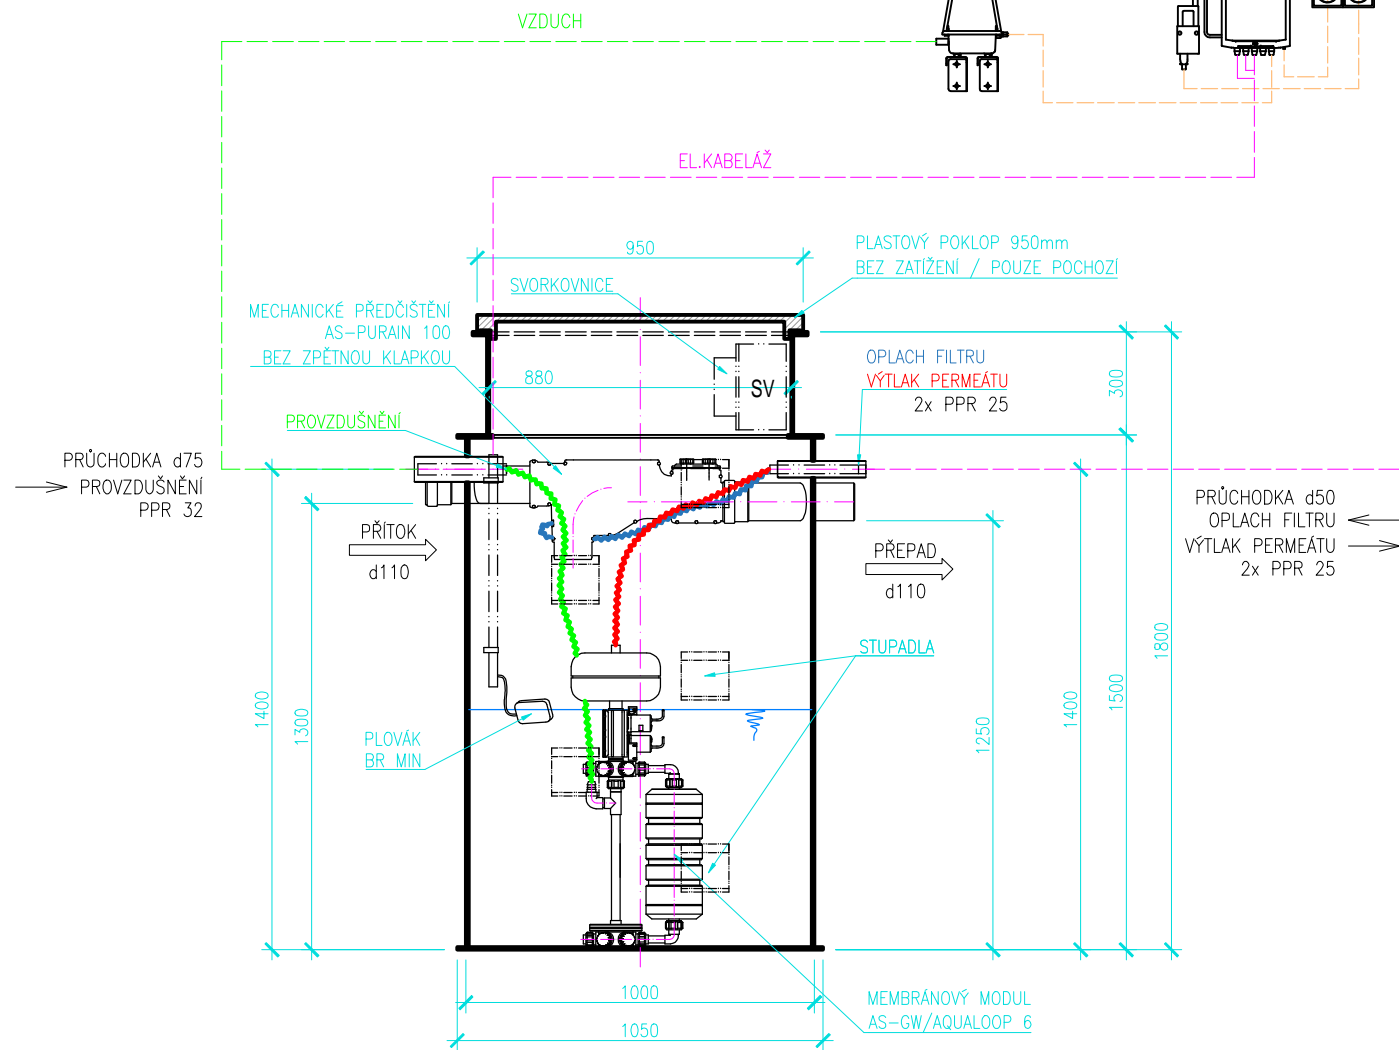 VZDUCH
EL.KABELÁŽ
950
PLASTOVÝ POKLOP 950mm
BEZ ZATÍŽENÍ / POUZE POCHOZÍ
SVORKOVNICE
MECHANICKÉ PŘEDČIŠTĚNÍ
AS-PURAIN 100
BEZ ZPĚTNOU KLAPKOU
880
SV
OPLACH FILTRU
VÝTLAK PERMEÁTU
2x PPR 25
300
PROVZDUŠNĚNÍ
PRŮCHODKA d75
PROVZDUŠNĚNÍ
PPR 32
PRŮCHODKA d50
OPLACH FILTRU
VÝTLAK PERMEÁTU
2x PPR 25
PŘÍTOK
d110
PŘEPAD
d110
STUPADLA
1400
1300
1250
1400
1500
1800
PLOVÁK
BR MIN
1000
1050
MEMBRÁNOVÝ MODUL
AS-GW/AQUALOOP 6